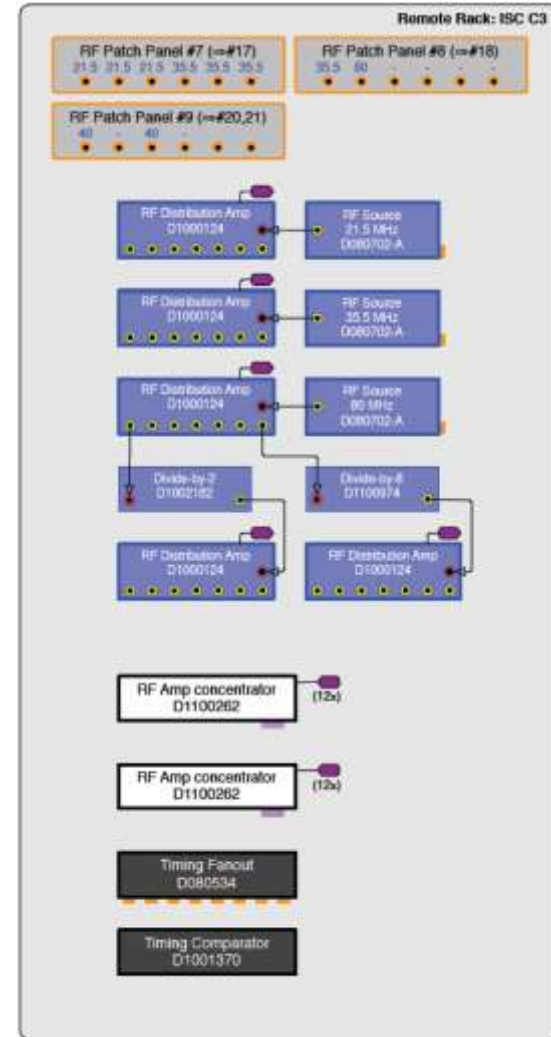 Remote Rack: ISC C3
RF Patch Panel #7 (⇒#17)
21.5 21.5 21.5 35.5 35.5 35.5
RF Patch Panel #8 (⇒#18)
35.5 80 - - - -
RF Patch Panel #9 (⇒#20,21)
40 - 40 -
RF Distribution Amp
D1000124
RF Source
21.5 MHz
D080702-A
RF Distribution Amp
D1000124
RF Source
35.5 MHz
D080702-A
RF Distribution Amp
D1000124
RF Source
80 MHz
D080702-A
Divide-by-2
D1002182
Divide-by-8
D1100974
RF Distribution Amp
D1000124
RF Distribution Amp
D1000124
RF Amp concentrator
D1100262
(12x)
RF Amp concentrator
D1100262
(12x)
Timing Fanout
D080534
Timing Comparator
D1001370